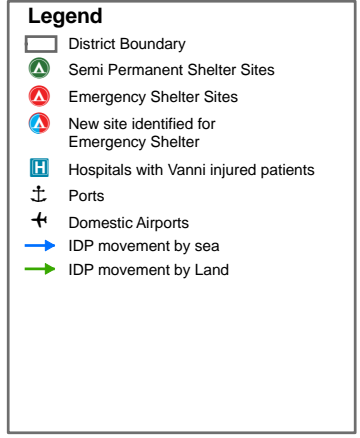 Legend
District Boundary
Semi Permanent Shelter Sites
Emergency Shelter Sites
New site identified for
Emergency Shelter
H Hospitals with Vanni injured patients
Ports
Domestic Airports
IDP movement by sea
IDP movement by Land